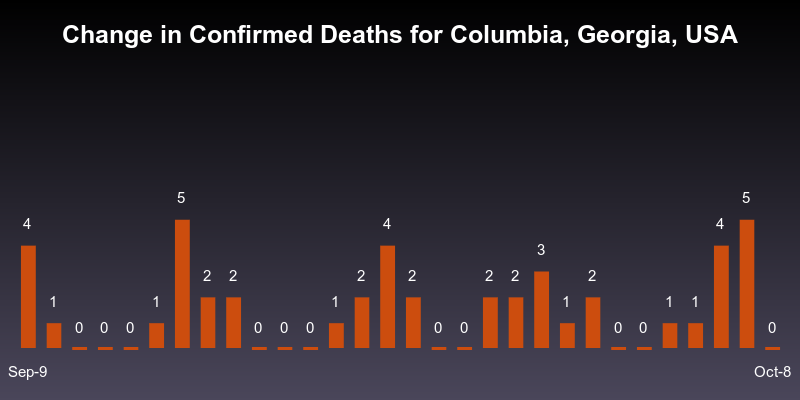 Change in Confirmed Deaths for Columbia, Georgia, USA
4 1 0 0 0 1 5 2 2 0 0 0 1 2 4 2 0 0 2 2 3 1 2 0 0 1 1 4 5 0
Sep-9 Oct-8